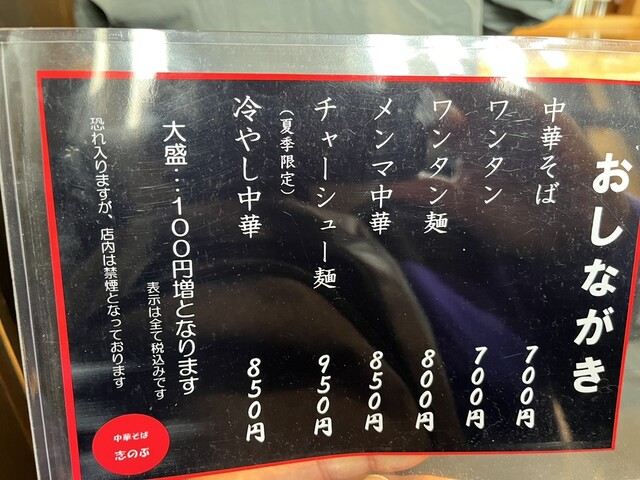 おしながき
中華そば 700円
ワンタン 700円
ワンタン麺 800円
メンマ中華 850円
チャーシュー麺 950円
（夏季限定）
冷やし中華 850円
大盛…100円増となります
表示は全て税込みです
恐れ入りますが、店内は禁煙となっております
中華そば
志のぶ